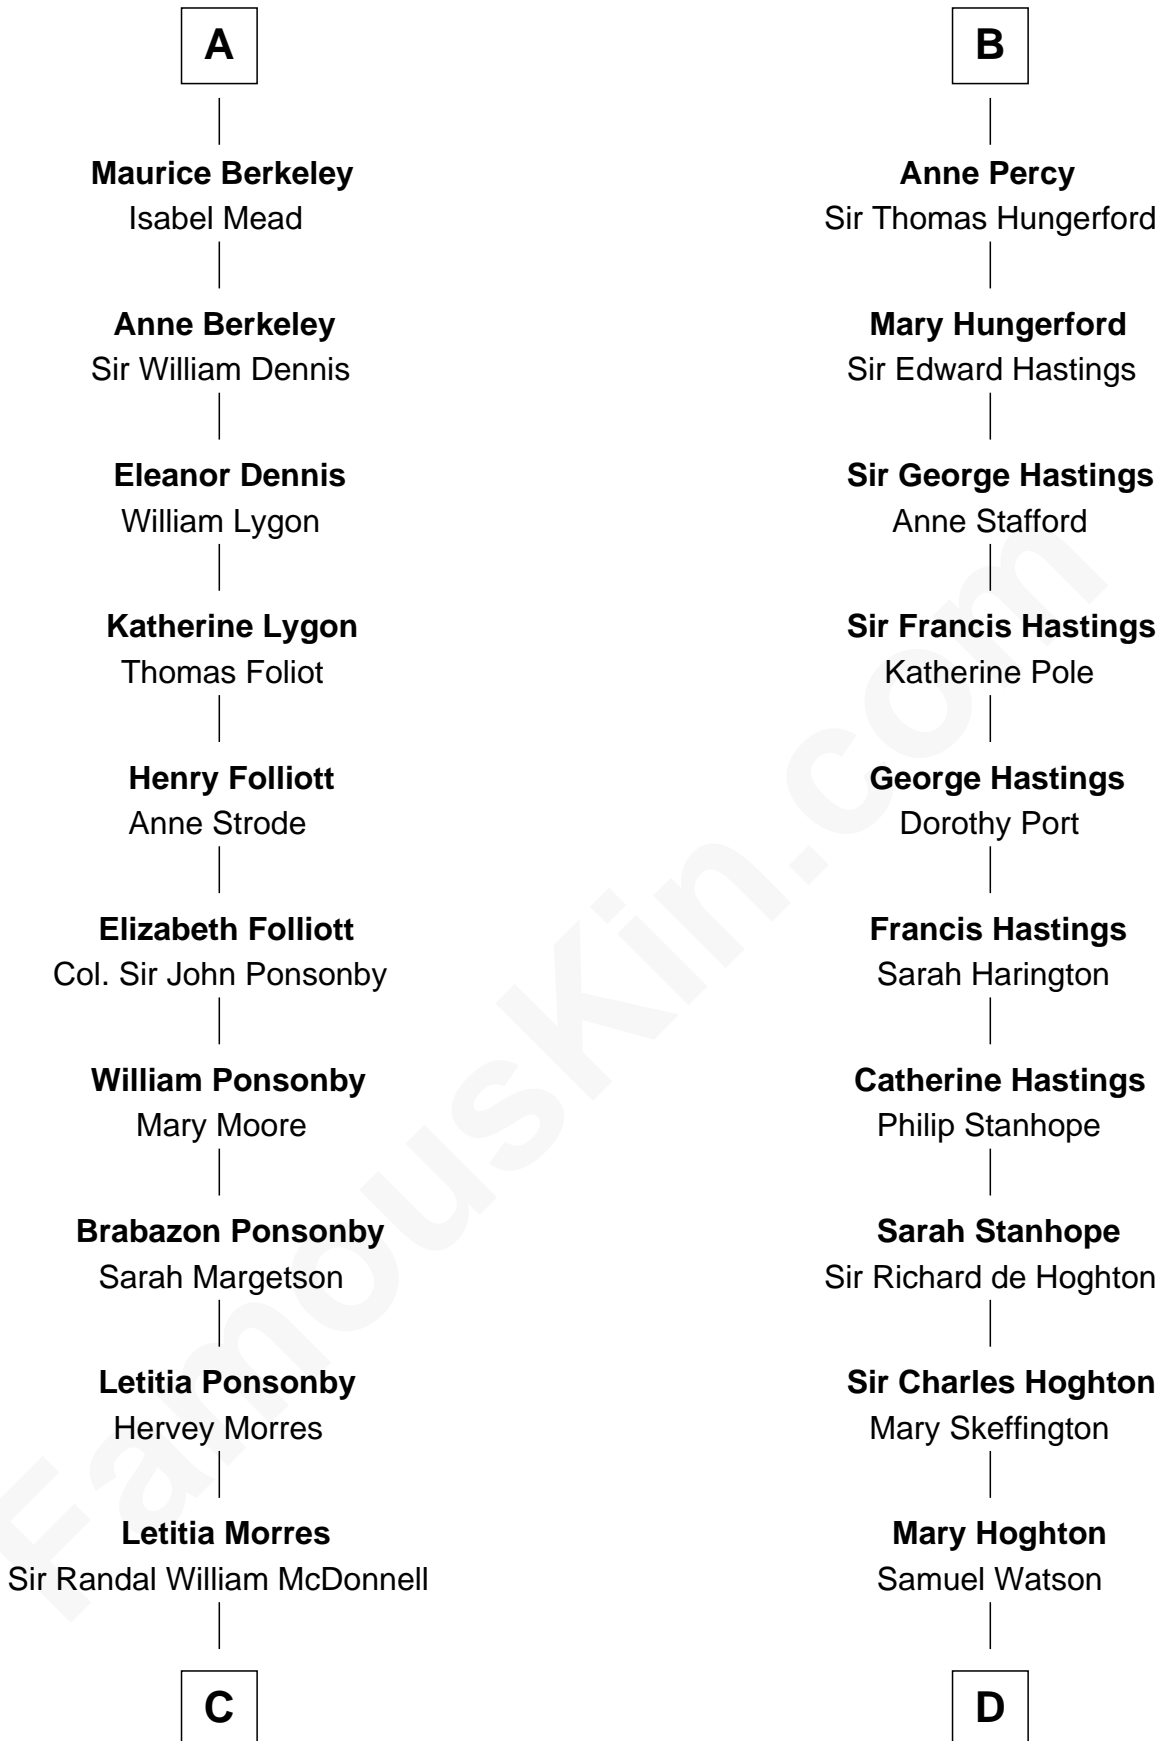 A
Maurice Berkeley
Isabel Mead
Anne Berkeley
Sir William Dennis
Eleanor Dennis
William Lygon
Katherine Lygon
Thomas Foliot
Henry Folliott
Anne Strode
Elizabeth Folliott
Col. Sir John Ponsonby
William Ponsonby
Mary Moore
Brabazon Ponsonby
Sarah Margetson
Letitia Ponsonby
Hervey Morres
Letitia Morres
Sir Randal William McDonnell
C
B
Anne Percy
Sir Thomas Hungerford
Mary Hungerford
Sir Edward Hastings
Sir George Hastings
Anne Stafford
Sir Francis Hastings
Katherine Pole
George Hastings
Dorothy Port
Francis Hastings
Sarah Harington
Catherine Hastings
Philip Stanhope
Sarah Stanhope
Sir Richard de Hoghton
Sir Charles Hoghton
Mary Skeffington
Mary Hoghton
Samuel Watson
D
FamousKin.com